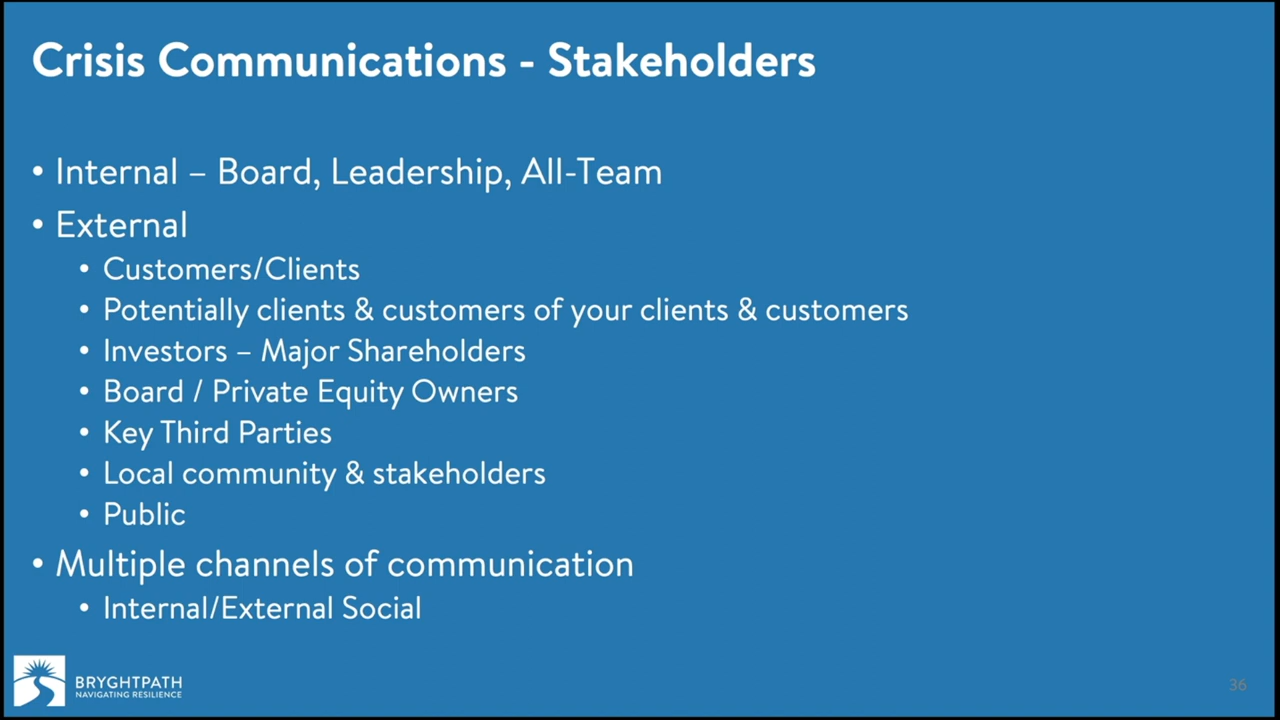 Crisis Communications - Stakeholders
• Internal – Board, Leadership, All-Team
• External
• Customers/Clients
• Potentially clients & customers of your clients & customers
• Investors – Major Shareholders
• Board / Private Equity Owners
• Key Third Parties
• Local community & stakeholders
• Public
• Multiple channels of communication
• Internal/External Social
BRYGHTPATH
NAVIGATING RESILIENCE
36